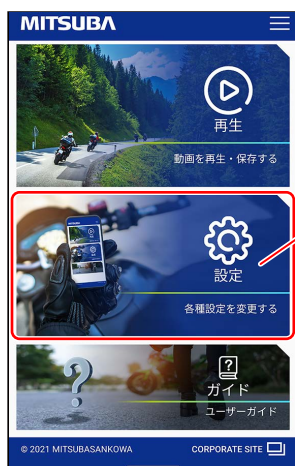 MITSUBA
再生
動画を再生・保存する
設定
各種設定を変更する
?
?
ガイド
ユーザーガイド
© 2021 MITSUBASANKOWA
CORPORATE SITE